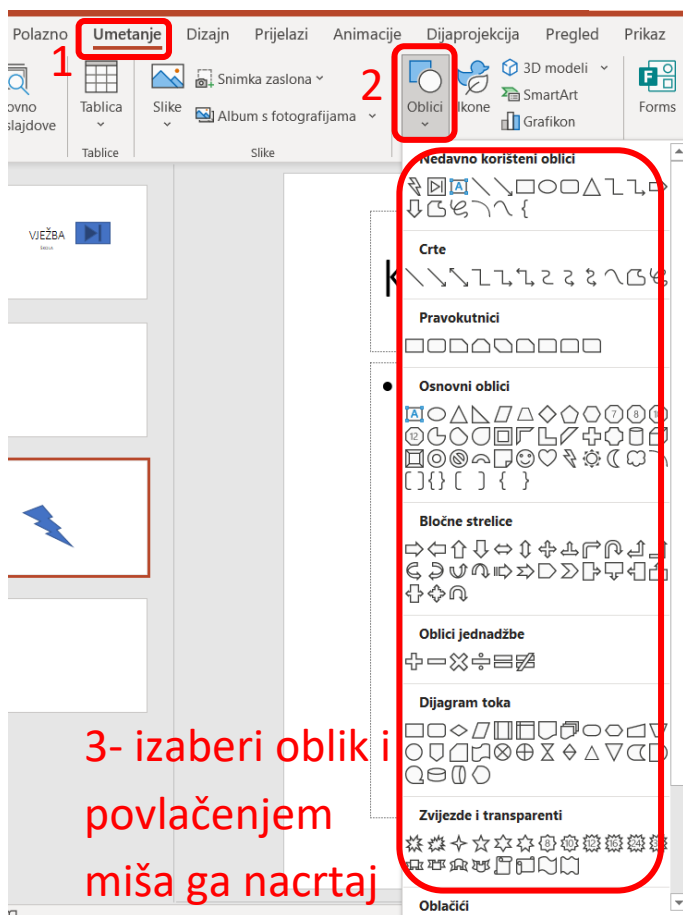 Polazno Umetanje Dizajn Prijelazi Animacije Dijaprojekcija Pregled Prikaz
1
2
Snimka zaslona
3D modeli
SmartArt
Tablica Slike Album s fotografijama Oblici Ikone Grafikon Forms
ovno
slajdove
Tablice Slike
Nedavno korišteni oblici
VJEŽBA
Crte
Pravokutnici
Osnovni oblici
Bločne strelice
Oblici jednadžbe
Dijagram toka
3- izaberi oblik i
povlačenjem
miša ga nacrtaj
Zvijezde i transparenti
Oblačići